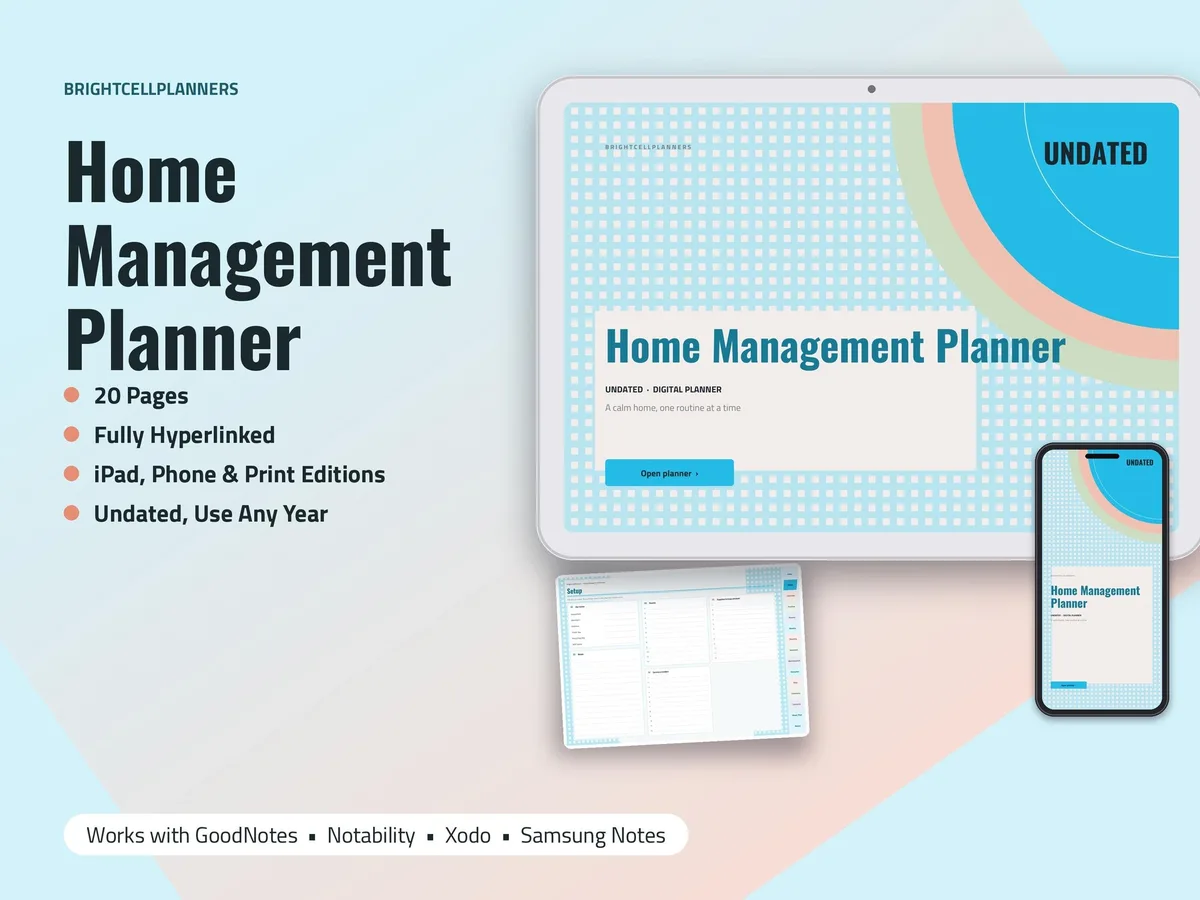 BRIGHTCELLPLANNERS
Home
Management
Planner
20 Pages
Fully Hyperlinked
iPad, Phone & Print Editions
Undated, Use Any Year
BRIGHTCELLPLANNERS
UNDATED
Home Management Planner
UNDATED · DIGITAL PLANNER
A calm home, one routine at a time
Open planner ›
Setup
UNDATED
Home Management
Planner
Works with GoodNotes ▪ Notability ▪ Xodo ▪ Samsung Notes